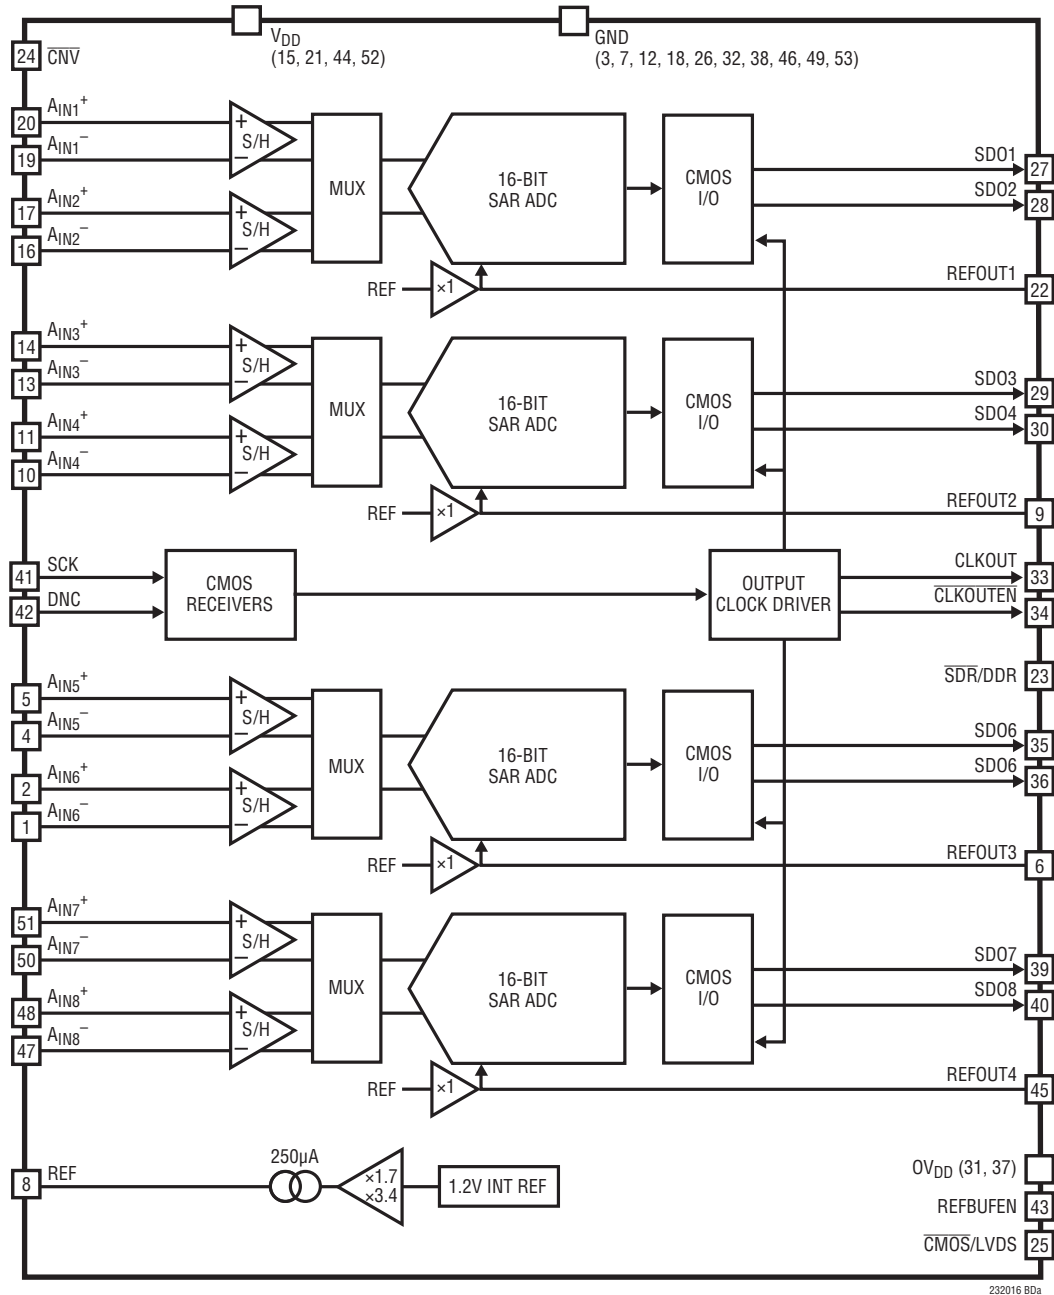 VDD
(15, 21, 44, 52)
GND
(3, 7, 12, 18, 26, 32, 38, 46, 49, 53)
24 CNV
20 AIN1+
19 AIN1–
17 AIN2+
16 AIN2–
+ S/H –
+ S/H –
MUX
16-BIT
SAR ADC
CMOS
I/O
SDO1 27
SDO2 28
REF ×1
REFOUT1 22
14 AIN3+
13 AIN3–
11 AIN4+
10 AIN4–
+ S/H –
+ S/H –
MUX
16-BIT
SAR ADC
CMOS
I/O
SDO3 29
SDO4 30
REF ×1
REFOUT2 9
41 SCK
42 DNC
CMOS
RECEIVERS
OUTPUT
CLOCK DRIVER
CLKOUT 33
CLKOUTEN 34
SDR/DDR 23
5 AIN5+
4 AIN5–
2 AIN6+
1 AIN6–
+ S/H –
+ S/H –
MUX
16-BIT
SAR ADC
CMOS
I/O
SDO6 35
SDO6 36
REF ×1
REFOUT3 6
51 AIN7+
50 AIN7–
48 AIN8+
47 AIN8–
+ S/H –
+ S/H –
MUX
16-BIT
SAR ADC
CMOS
I/O
SDO7 39
SDO8 40
REF ×1
REFOUT4 45
8 REF
250µA
×1.7
×3.4
1.2V INT REF
OVDD (31, 37)
REFBUFEN 43
CMOS/LVDS 25
232016 BDa